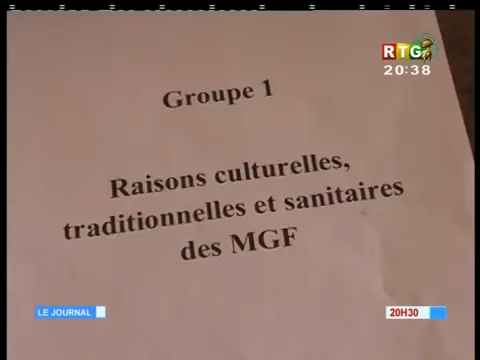 RTG
20:38
Groupe 1
Raisons culturelles,
traditionnelles et sanitaires
des MGF
LE JOURNAL
20H30